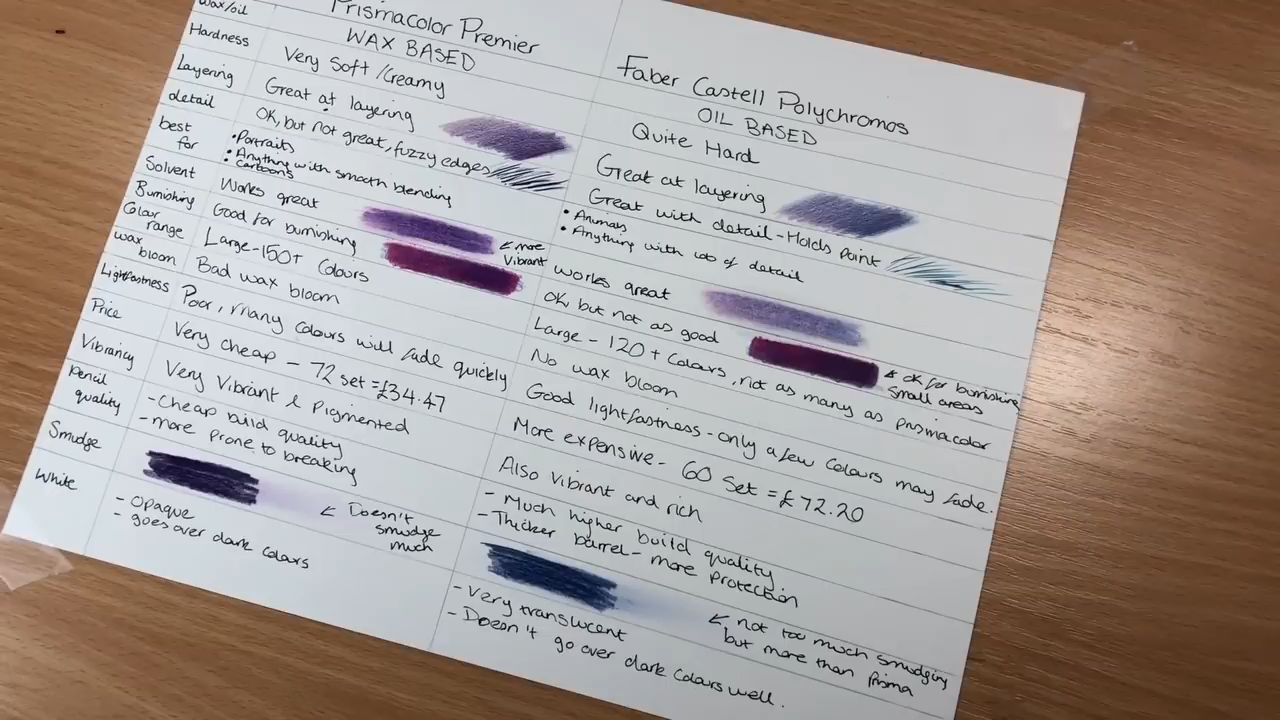 Wax/oil
Hardness
Layering
detail
best
for
Solvent
Burnishing
Colour
range
wax
bloom
Lightfastness
Price
Vibrancy
Pencil
quality
Smudge
White
Prismacolor Premier
WAX BASED
Very Soft /Creamy
Great at layering
Ok, but not great, fuzzy edges
• Portraits
• Anything with smooth blending
• Cartoons
Works great
← more
Vibrant
Good for burnishing
Large-150+ Colours
Bad wax bloom
Poor, many colours will fade quickly
Very cheap - 72 set = £34.47
Very Vibrant & Pigmented
- Cheap build quality
- more prone to breaking
← Doesn't
smudge
much
- Opaque
- goes over dark colours
Faber Castell Polychromos
OIL BASED
Quite Hard
Great at layering
Great with detail - Holds point
• Animals
• Anything with lots of detail
works great
Ok but not as good
← ok for burnishing
small areas
Large - 120+ colours, not as many as prismacolor
No wax bloom
Good lightfastness - only a few colours may fade.
More expensive - 60 Set = £72.20
Also vibrant and rich
- Much higher build quality
- Thicker barrel - more protection
← not too much smudging
but more than Prisma
- Very translucent
- Doesn't go over dark colours well.